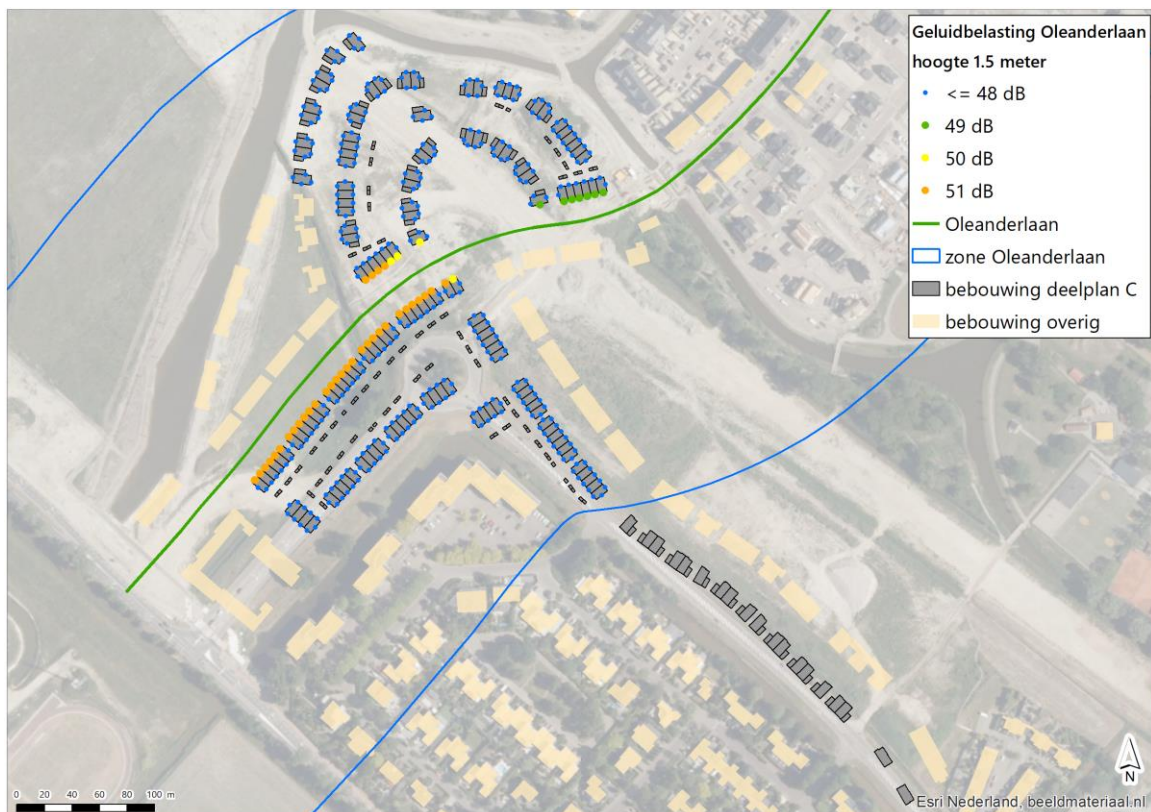 Geluidbelasting Oleanderlaan
hoogte 1.5 meter
<= 48 dB
49 dB
50 dB
51 dB
Oleanderlaan
zone Oleanderlaan
bebouwing deelplan C
bebouwing overig
0 20 40 60 80 100 m
N
Esri Nederland, beeldmateriaal.nl